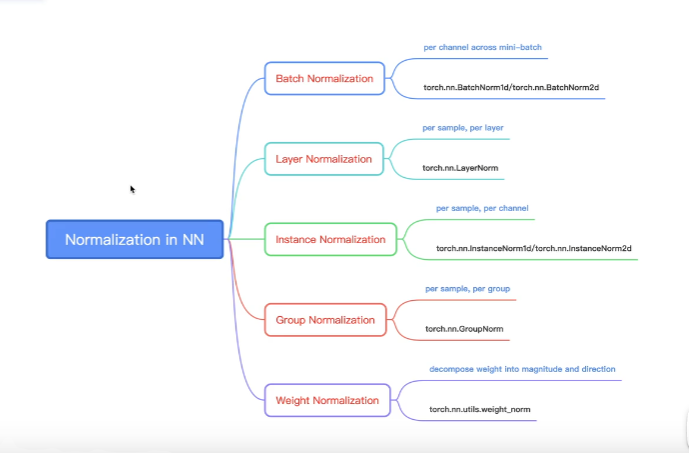 Normalization in NN
Batch Normalization
per channel across mini-batch
torch.nn.BatchNorm1d/torch.nn.BatchNorm2d
Layer Normalization
per sample, per layer
torch.nn.LayerNorm
Instance Normalization
per sample, per channel
torch.nn.InstanceNorm1d/torch.nn.InstanceNorm2d
Group Normalization
per sample, per group
torch.nn.GroupNorm
Weight Normalization
decompose weight into magnitude and direction
torch.nn.utils.weight_norm